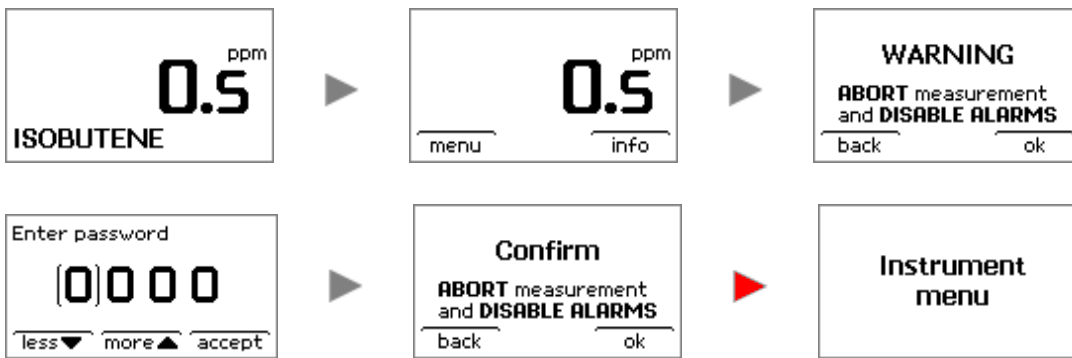 ppm
0.5
ISOBUTENE
ppm
0.5
menu info
WARNING
ABORT measurement
and DISABLE ALARMS
back ok
Enter password
(0)0 0 0
less▼ more▲ accept
Confirm
ABORT measurement
and DISABLE ALARMS
back ok
Instrument
menu